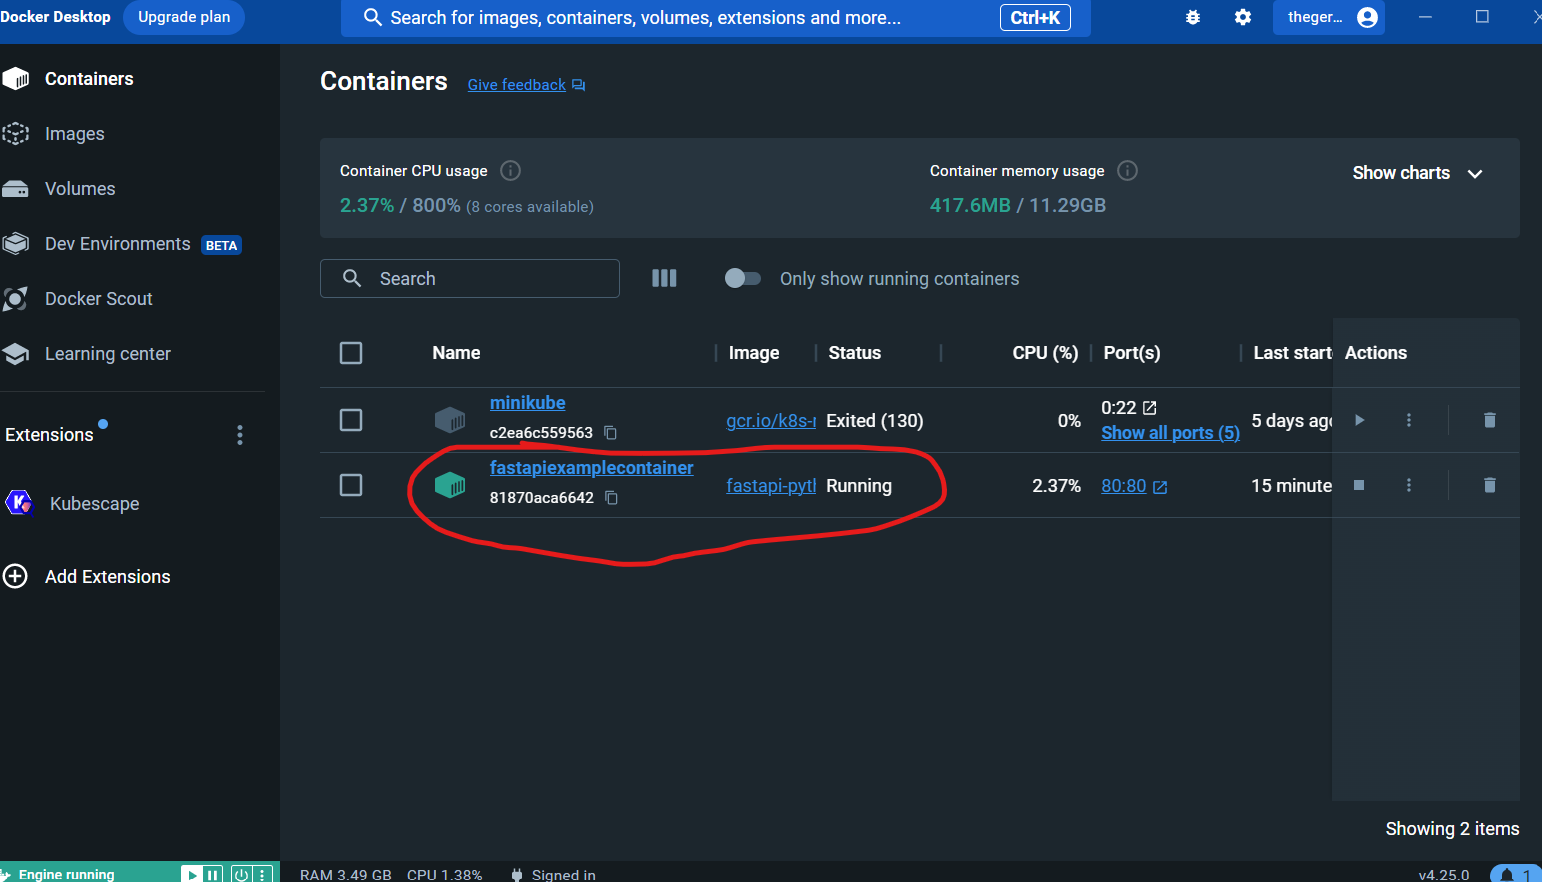 Docker Desktop
Upgrade plan
Search for images, containers, volumes, extensions and more...
Ctrl+K
theger...
Containers
Images
Volumes
Dev Environments BETA
Docker Scout
Learning center
Extensions
Kubescape
Add Extensions
Containers
Give feedback
Container CPU usage
2.37% / 800% (8 cores available)
Container memory usage
417.6MB / 11.29GB
Show charts
Search
Only show running containers
Name Image Status CPU (%) Port(s) Last start Actions
minikube
c2ea6c559563
gcr.io/k8s-r
Exited (130)
0%
0:22
Show all ports (5)
5 days ago
fastapiexamplecontainer
81870aca6642
fastapi-pyth
Running
2.37%
80:80
15 minute
Showing 2 items
Engine running
RAM 3.49 GB CPU 1.38% Signed in
v4.25.0
1